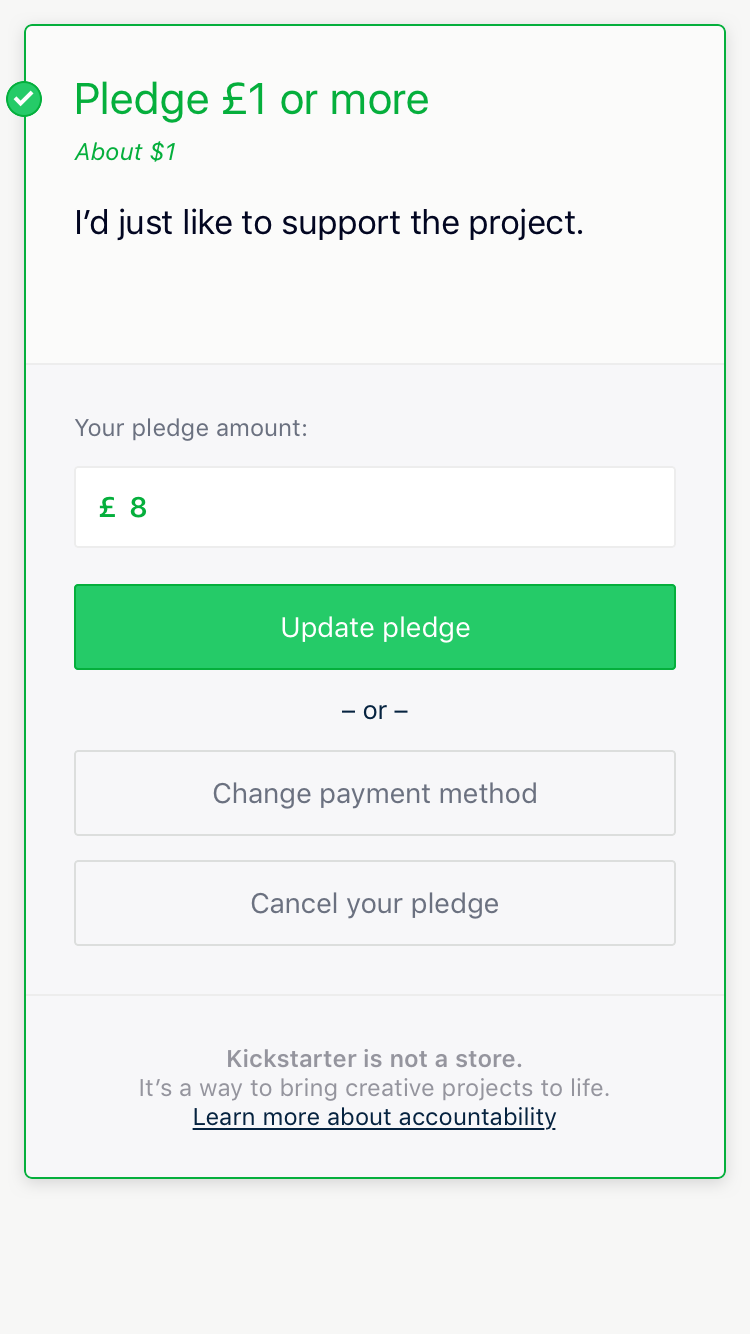 Pledge £1 or more
About $1
I’d just like to support the project.
Your pledge amount:
£ 8
Update pledge
– or –
Change payment method
Cancel your pledge
Kickstarter is not a store.
It’s a way to bring creative projects to life.
Learn more about accountability